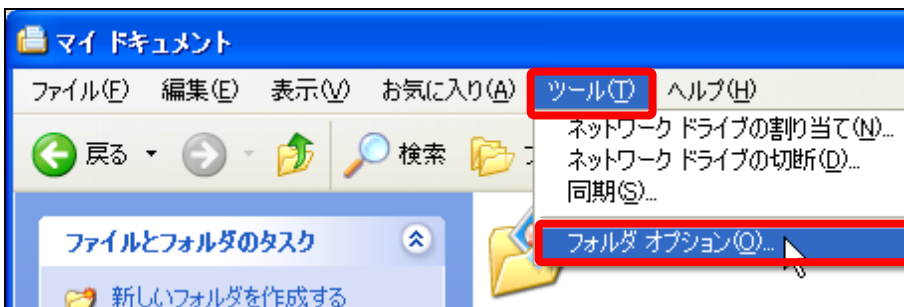 マイ ドキュメント
ファイル(F) 編集(E) 表示(V) お気に入り(A) ツール(T) ヘルプ(H)
ネットワーク ドライブの割り当て(N)...
ネットワーク ドライブの切断(D)...
同期(S)...
フォルダ オプション(O)...
戻る 検索
ファイルとフォルダのタスク
新しいフォルダを作成する